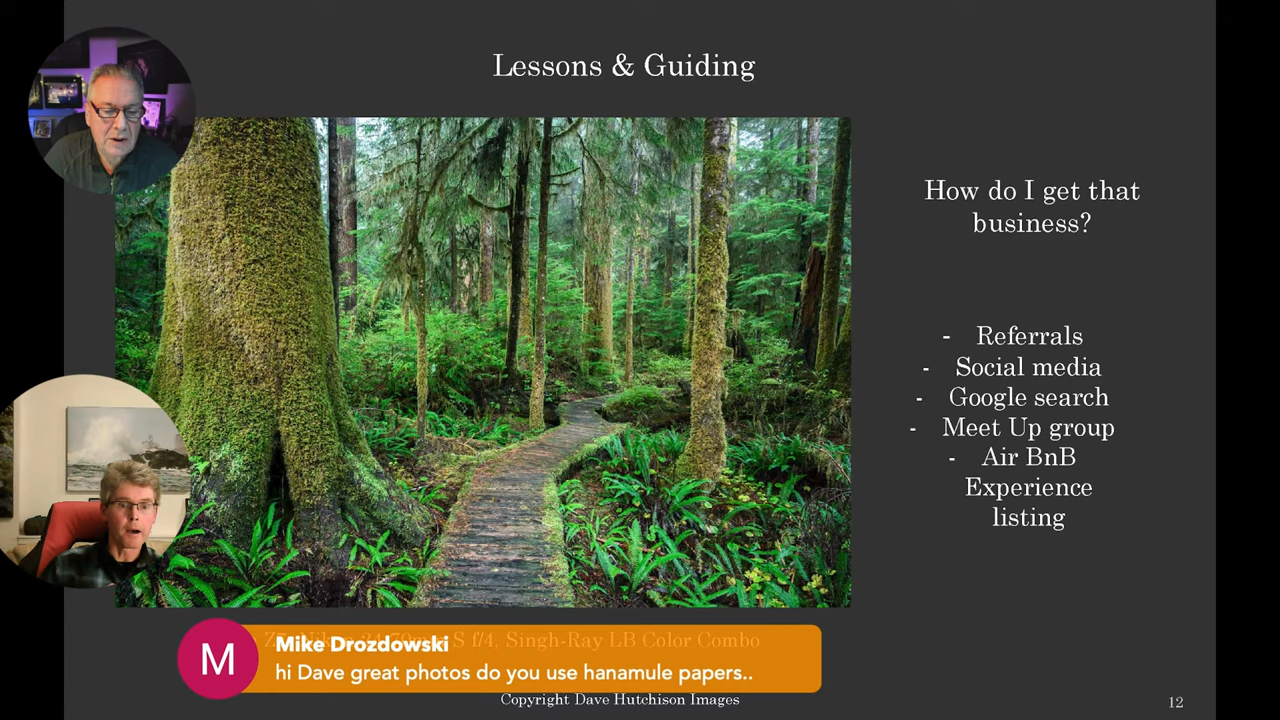 Lessons & Guiding
How do I get that
business?
- Referrals
- Social media
- Google search
- Meet Up group
- Air BnB
Experience
listing
S f/4, Singh-Ray LB Color Combo
M
Mike Drozdowski
hi Dave great photos do you use hanamule papers..
Copyright Dave Hutchison Images
12